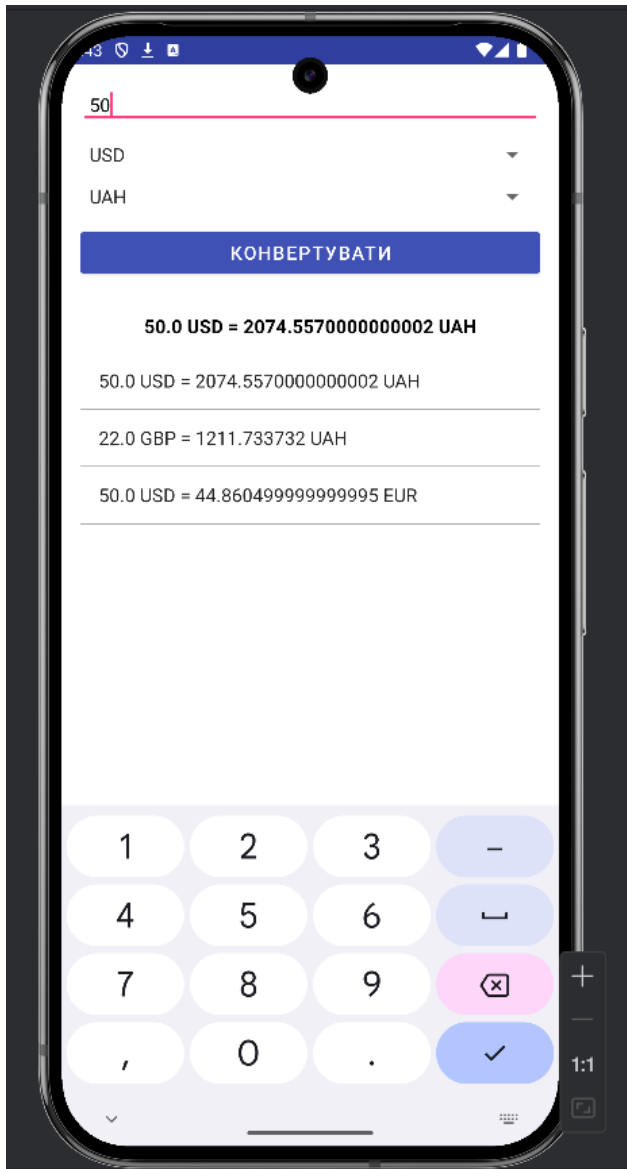 :43
50
USD
UAH
КОНВЕРТУВАТИ
50.0 USD = 2074.5570000000002 UAH
50.0 USD = 2074.5570000000002 UAH
22.0 GBP = 1211.733732 UAH
50.0 USD = 44.860499999999995 EUR
1 2 3 –
4 5 6
7 8 9
, 0 .
1:1